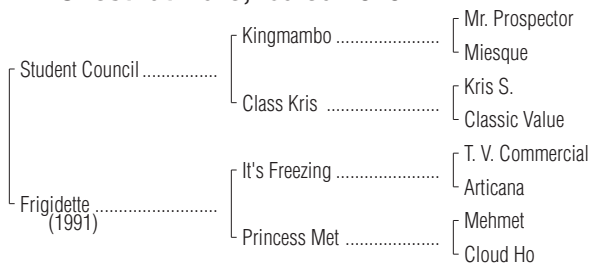 Mr. Prospector
Kingmambo ....................
Miesque
Student Council ...............
Kris S.
Class Kris ......................
Classic Value
T. V. Commercial
It's Freezing ....................
Articana
Frigidette ........................
(1991)
Mehmet
Princess Met ..................
Cloud Ho